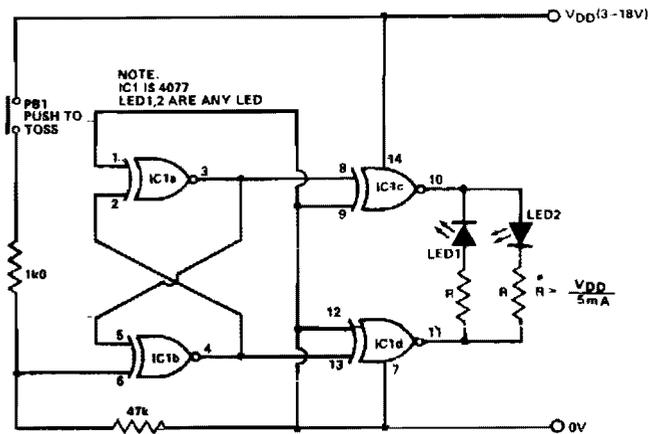 VDD(3-18V)
NOTE.
IC1 IS 4077
LED1,2 ARE ANY LED
PB1
PUSH TO
TOSS
1
2
3
IC1a
8
9
14
10
IC1c
LED1
LED2
1k0
R
R
* R = VDD
5mA
5
6
4
IC1b
12
13
11
IC1d
7
47k
0V